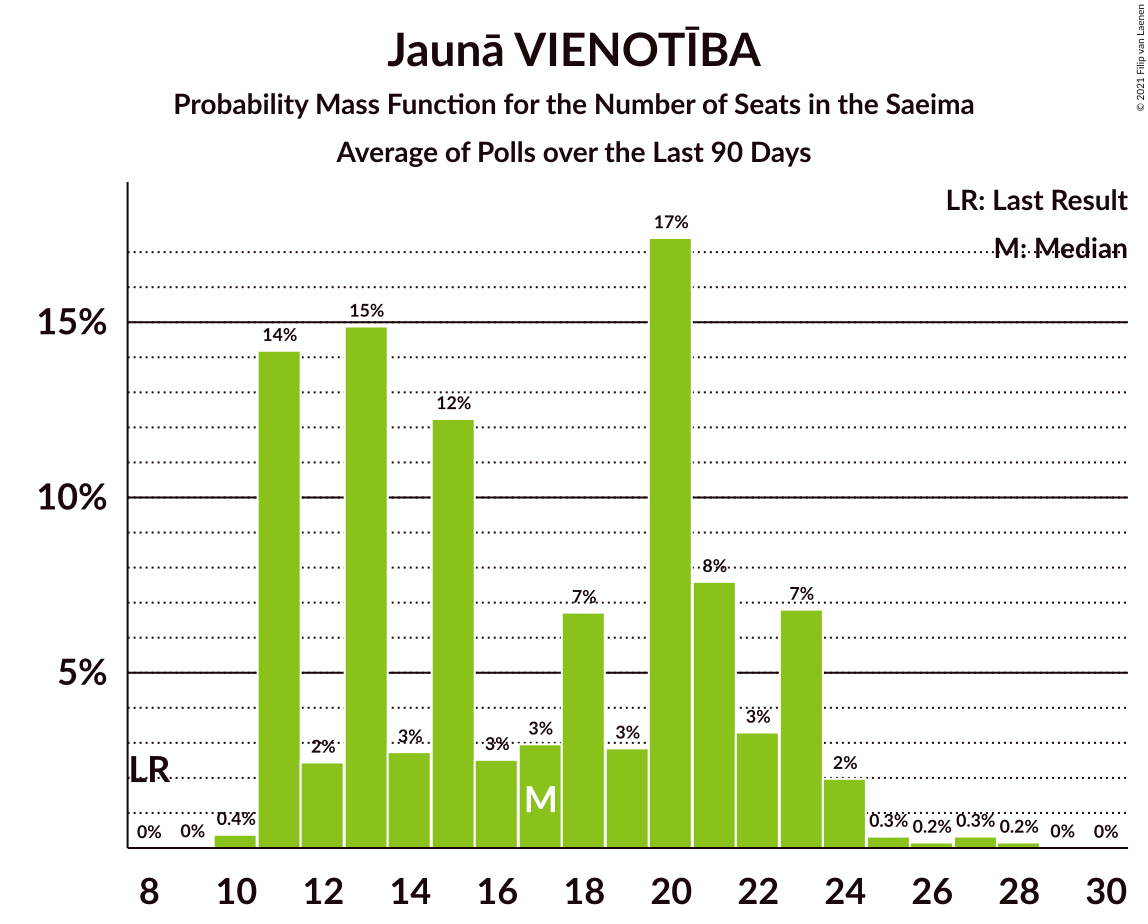 Jaunā VIENOTĪBA
Probability Mass Function for the Number of Seats in the Saeima
Average of Polls over the Last 90 Days
© 2021 Filip van Laenen
LR: Last Result
M: Median
15%
10%
5%
LR
M
0%
0%
0.4%
14%
2%
15%
3%
12%
3%
3%
7%
3%
17%
8%
3%
7%
2%
0.3%
0.2%
0.3%
0.2%
0%
0%
8 10 12 14 16 18 20 22 24 26 28 30